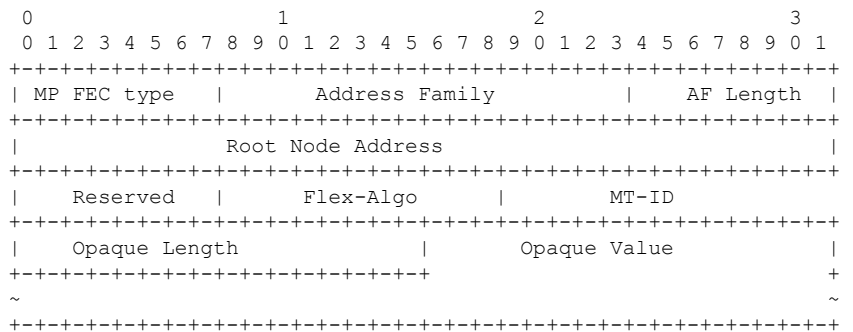 0 1 2 3
0 1 2 3 4 5 6 7 8 9 0 1 2 3 4 5 6 7 8 9 0 1 2 3 4 5 6 7 8 9 0 1
+-+-+-+-+-+-+-+-+-+-+-+-+-+-+-+-+-+-+-+-+-+-+-+-+-+-+-+-+-+-+-+-+
| MP FEC type | Address Family | AF Length |
+-+-+-+-+-+-+-+-+-+-+-+-+-+-+-+-+-+-+-+-+-+-+-+-+-+-+-+-+-+-+-+-+
| Root Node Address |
+-+-+-+-+-+-+-+-+-+-+-+-+-+-+-+-+-+-+-+-+-+-+-+-+-+-+-+-+-+-+-+-+
| Reserved | Flex-Algo | MT-ID
+-+-+-+-+-+-+-+-+-+-+-+-+-+-+-+-+-+-+-+-+-+-+-+-+-+-+-+-+-+-+-+-+
| Opaque Length | Opaque Value |
+-+-+-+-+-+-+-+-+-+-+-+-+-+-+-+-+ +
~ ~
+-+-+-+-+-+-+-+-+-+-+-+-+-+-+-+-+-+-+-+-+-+-+-+-+-+-+-+-+-+-+-+-+